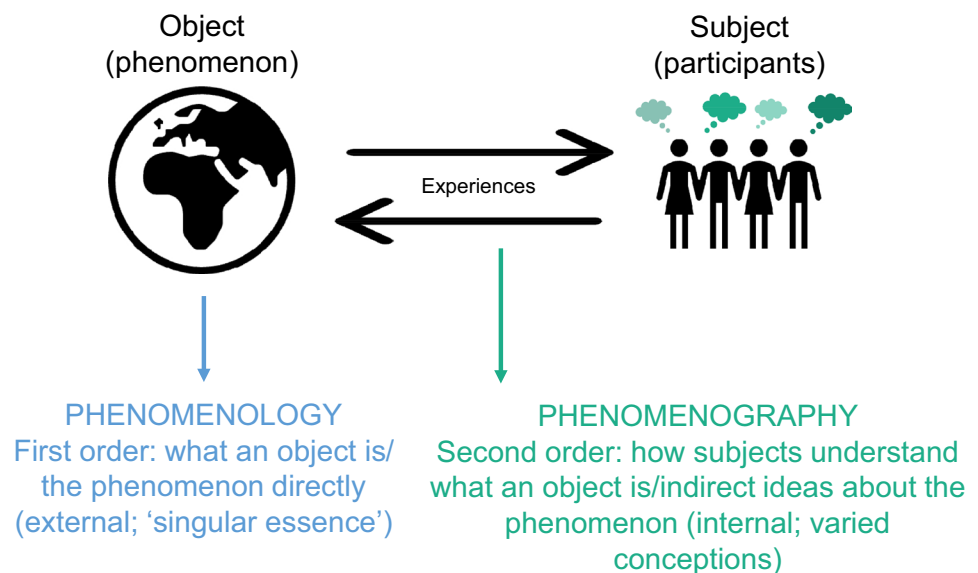 Object
(phenomenon)
Subject
(participants)
Experiences
PHENOMENOLOGY
First order: what an object is/
the phenomenon directly
(external; ‘singular essence’)
PHENOMENOGRAPHY
Second order: how subjects understand
what an object is/indirect ideas about the
phenomenon (internal; varied
conceptions)